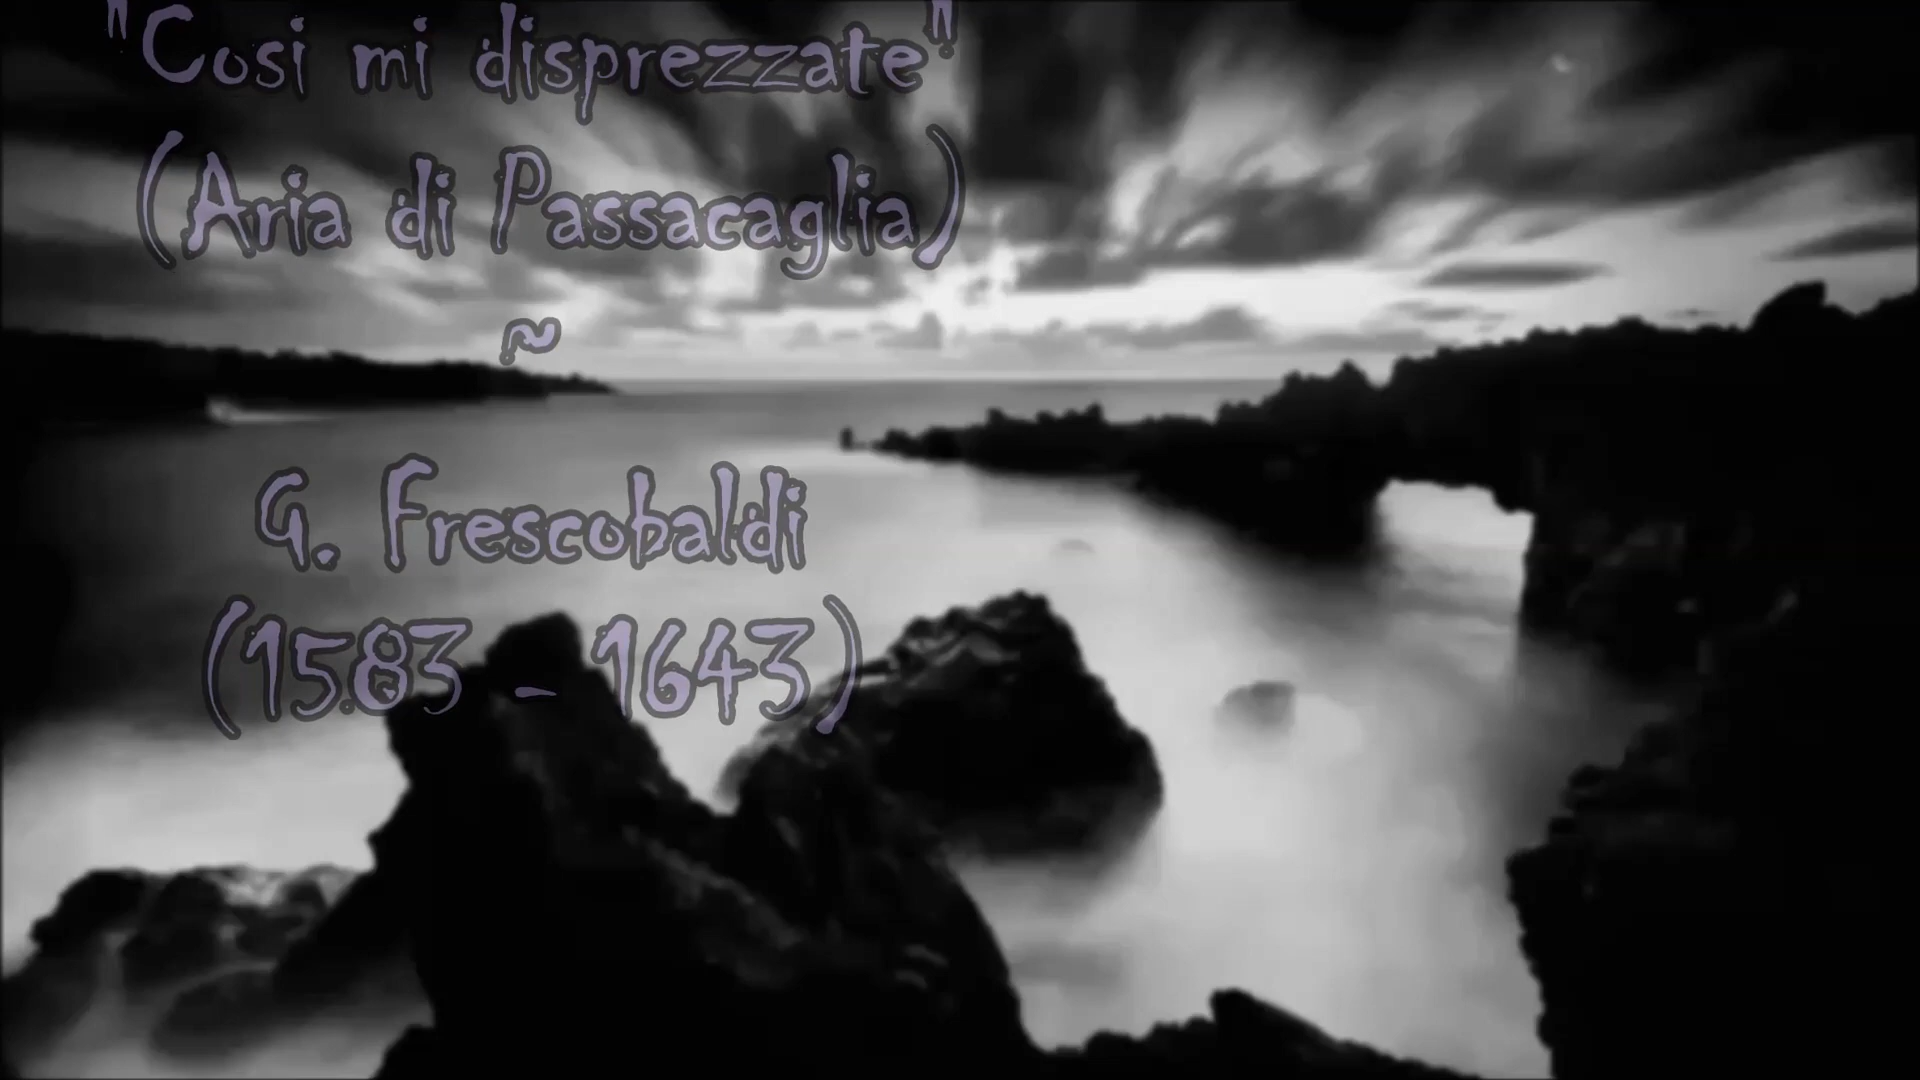 "Cosi mi disprezzate"
(Aria di Passacaglia)
~
G. Frescobaldi
(1583 - 1643)